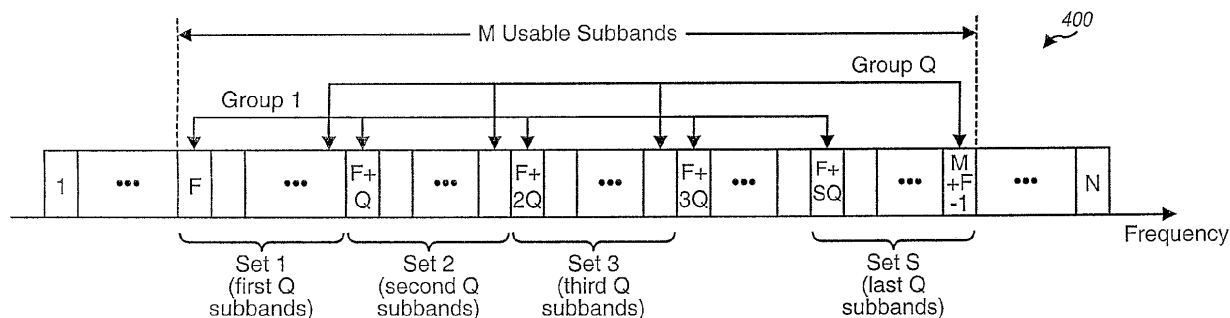 400
M Usable Subbands
Group Q
Group 1
1 ••• F ••• F+Q ••• F+2Q ••• F+3Q ••• F+SQ ••• M+F-1 ••• N
Frequency
Set 1 (first Q subbands)
Set 2 (second Q subbands)
Set 3 (third Q subbands)
Set S (last Q subbands)